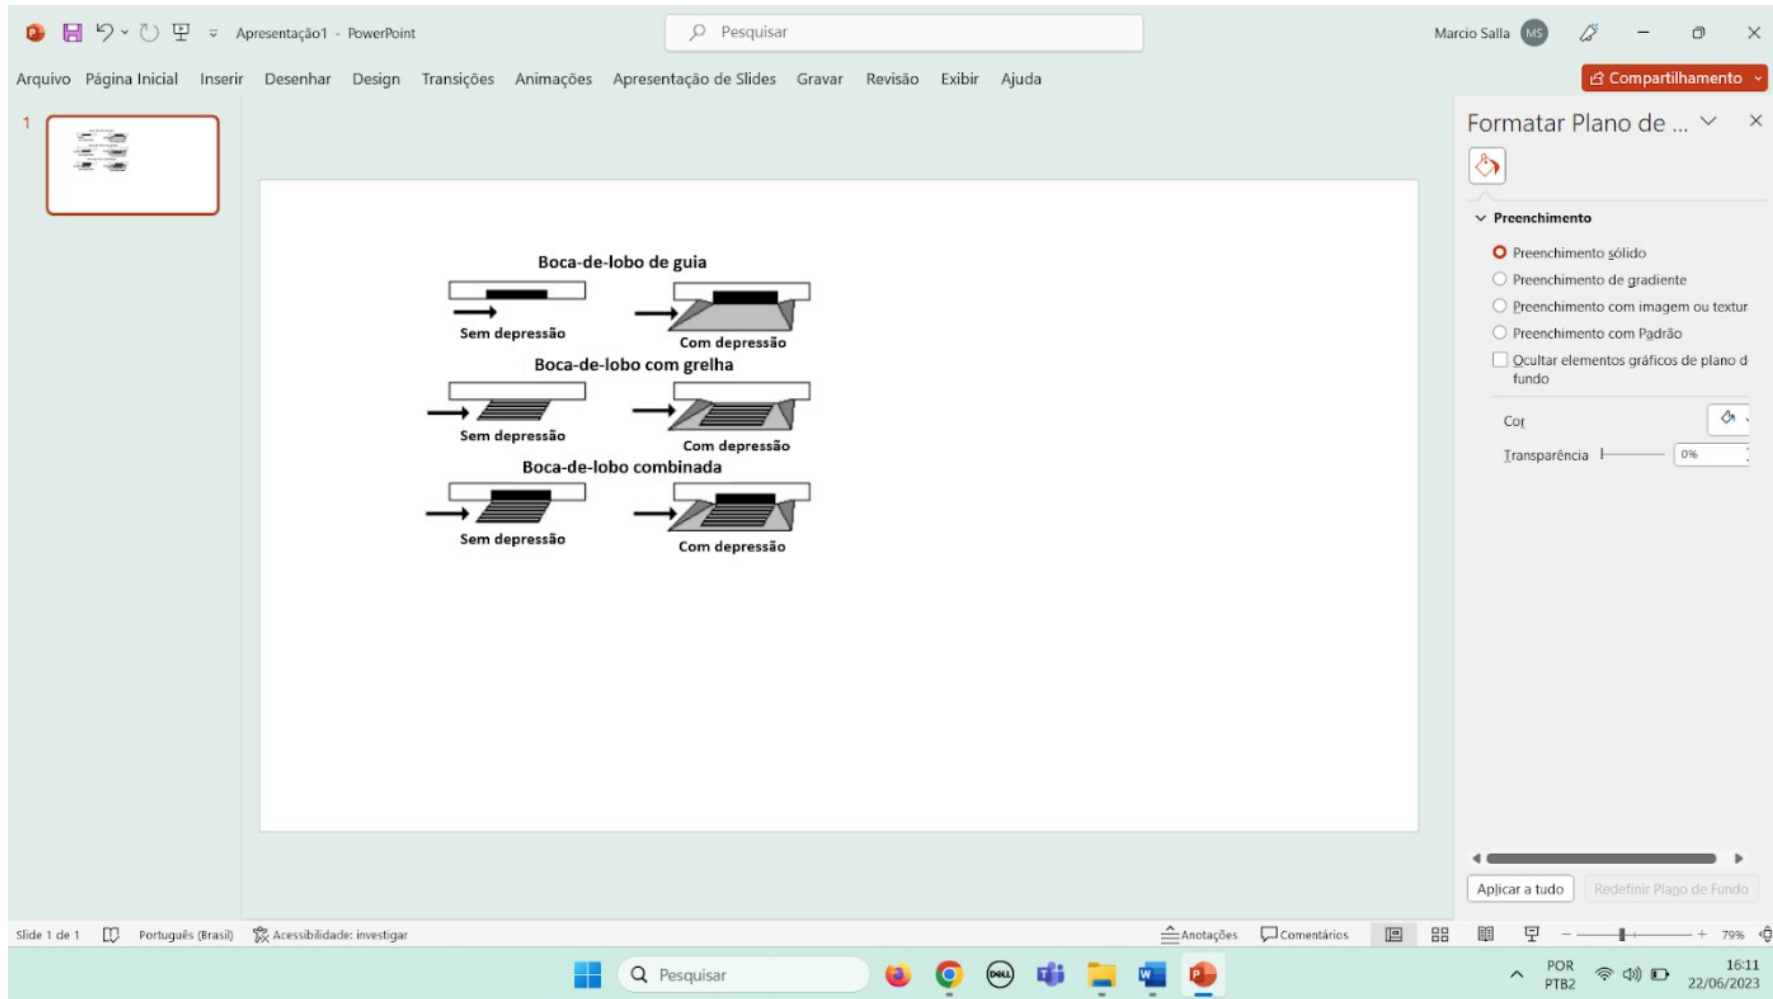 Apresentação1 - PowerPoint
Pesquisar
Marcio Salla
MS
Arquivo Página Inicial Inserir Desenhar Design Transições Animações Apresentação de Slides Gravar Revisão Exibir Ajuda
Compartilhamento
1
Formatar Plano de ...
Preenchimento
Preenchimento sólido
Preenchimento de gradiente
Preenchimento com imagem ou textur
Preenchimento com Padrão
Ocultar elementos gráficos de plano d
fundo
Cor
Transparência
0%
Boca-de-lobo de guia
Sem depressão
Com depressão
Boca-de-lobo com grelha
Sem depressão
Com depressão
Boca-de-lobo combinada
Sem depressão
Com depressão
Aplicar a tudo
Redefinir Plano de Fundo
Slide 1 de 1
Português (Brasil)
Acessibilidade: investigar
Anotações
Comentários
79%
Pesquisar
DELL
POR
PTB2
16:11
22/06/2023